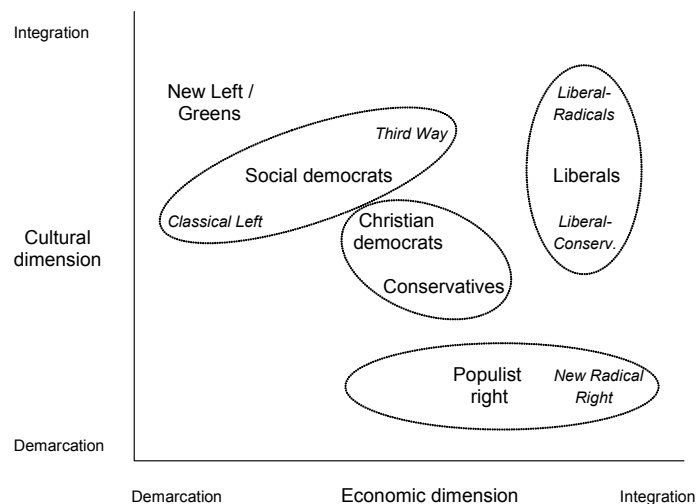 Integration
New Left /
Greens
Liberal-
Radicals
Third Way
Social democrats
Liberals
Classical Left
Christian
democrats
Liberal-
Conserv.
Cultural
dimension
Conservatives
Populist
right
New Radical
Right
Demarcation
Demarcation
Economic dimension
Integration